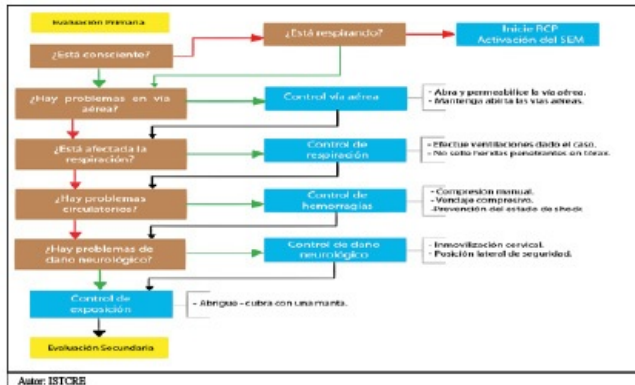 Evaluación Primaria
¿Está consciente?
¿Está respirando?
Inicie RCP
Activación del SEM
¿Hay problemas en vía
aérea?
Control vía aérea
- Abra y permeabilice la vía aérea.
- Mantenga abierta las vías aéreas.
¿Está afectada la
respiración?
Control de
respiración
- Efectue ventilaciones dado el caso.
- No selle heridas penetrantes en tórax.
¿Hay problemas
circulatorios?
Control de
hemorragias
- Compresión manual.
- Vendaje compresivo.
-Prevención del estado de shock
¿Hay problemas de
daño neurológico?
Control de daño
neurológico
- Inmovilización cervical.
- Posición lateral de seguridad.
Control de
exposición
- Abrigue - cubra con una manta.
Evaluación Secundaria
Autor: ISTCRE